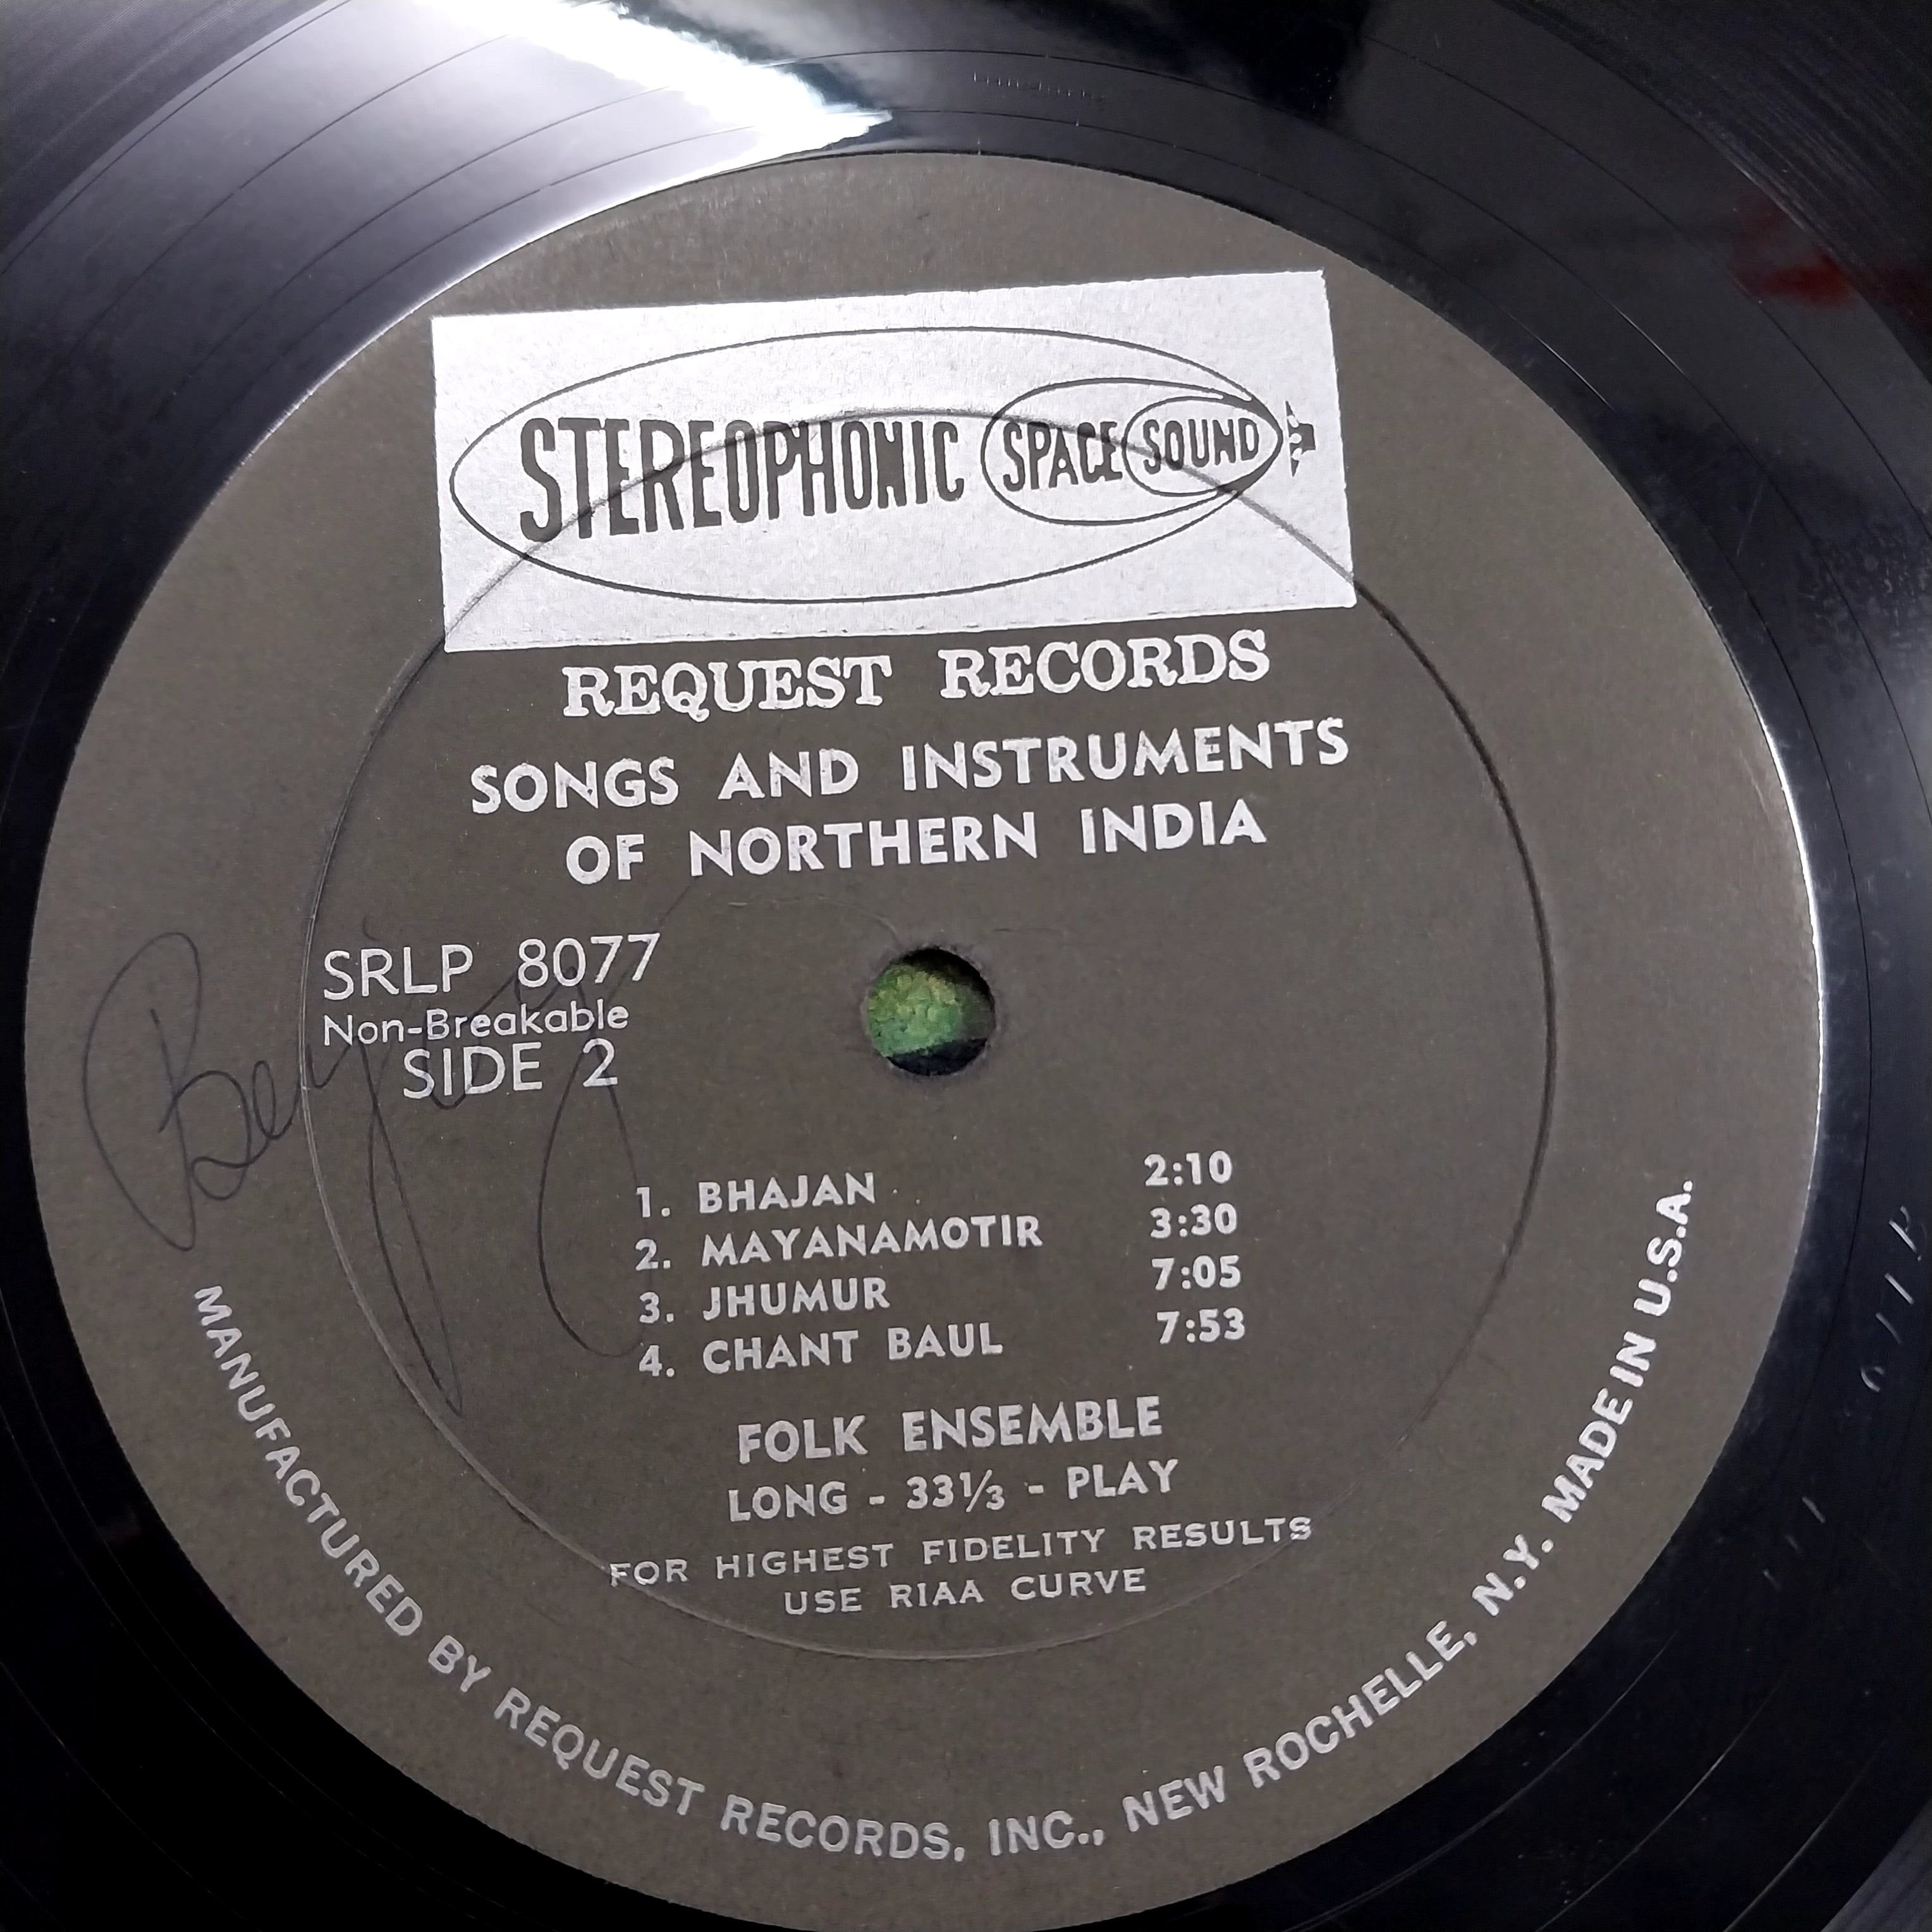 STEREOPHONIC SPACE SOUND
REQUEST RECORDS
SONGS AND INSTRUMENTS
OF NORTHERN INDIA
SRLP 8077
Non-Breakable
SIDE 2
1. BHAJAN 2:10
2. MAYANAMOTIR 3:30
3. JHUMUR 7:05
4. CHANT BAUL 7:53
FOLK ENSEMBLE
LONG - 33⅓ - PLAY
FOR HIGHEST FIDELITY RESULTS
USE RIAA CURVE
MANUFACTURED BY REQUEST RECORDS, INC., NEW ROCHELLE, N.Y. MADE IN U.S.A.